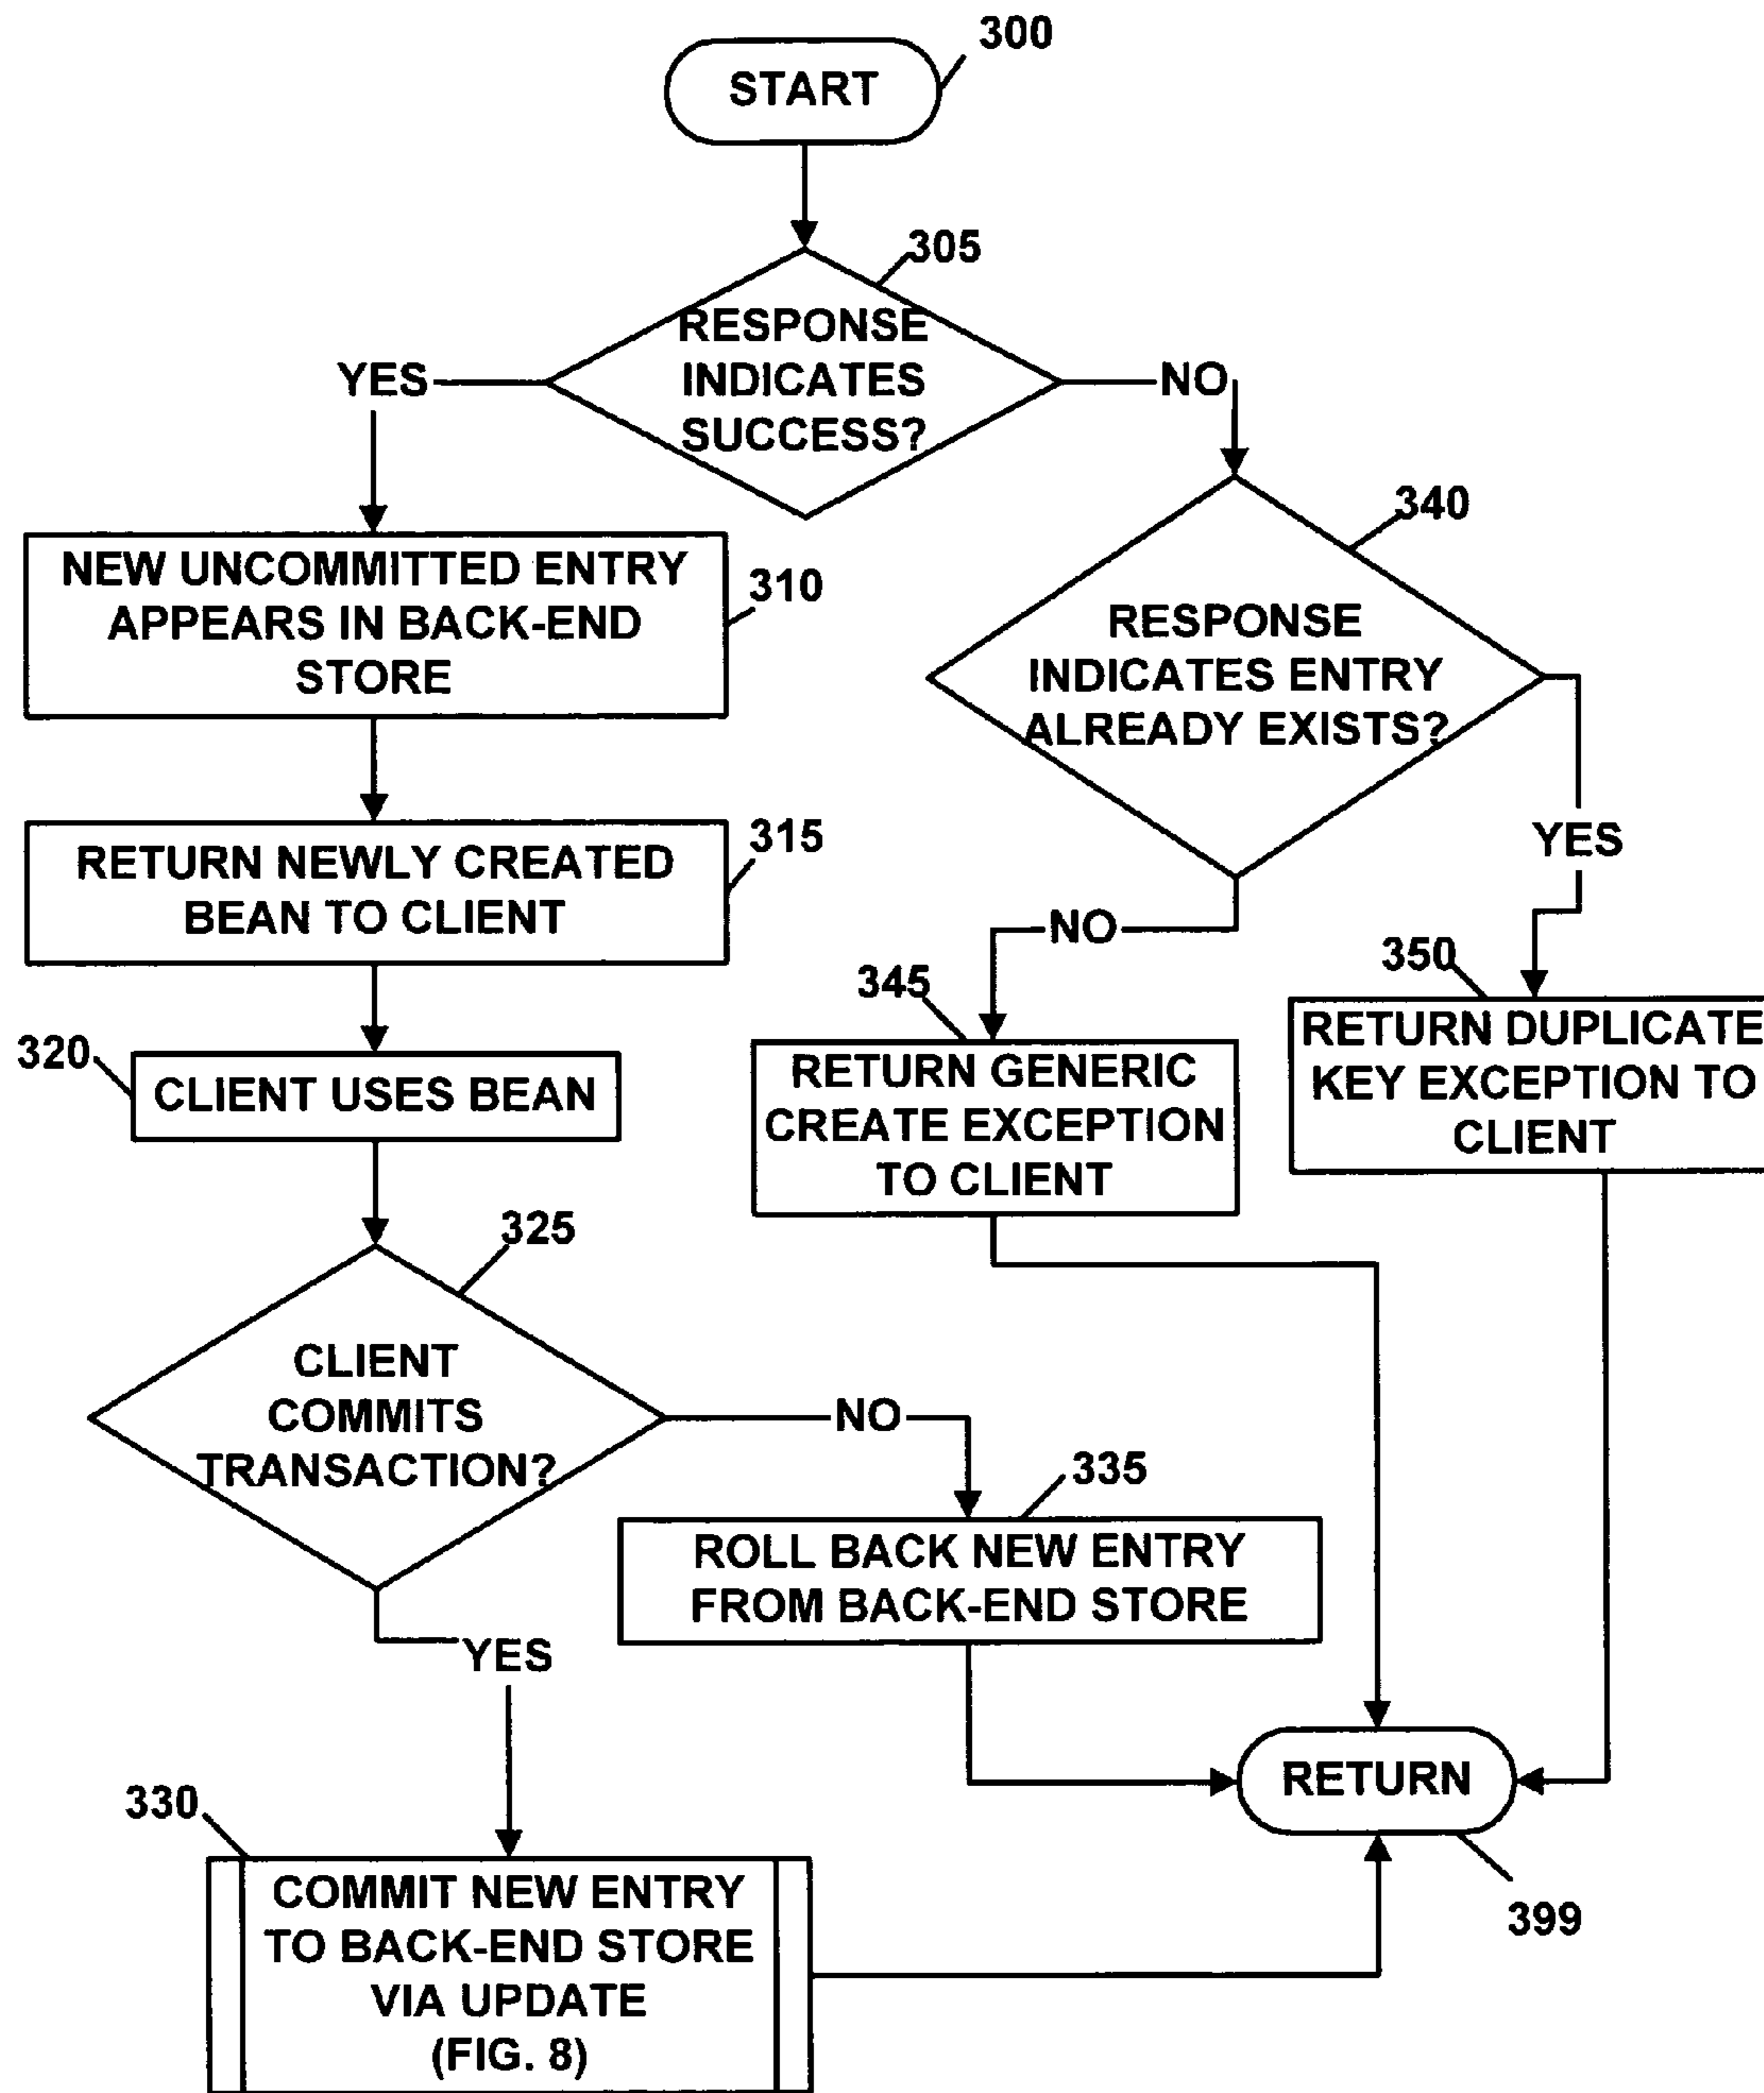 300
START
305
RESPONSE
INDICATES
SUCCESS?
YES
NO
340
NEW UNCOMMITTED ENTRY
APPEARS IN BACK-END
STORE
310
RESPONSE
INDICATES ENTRY
ALREADY EXISTS?
315
RETURN NEWLY CREATED
BEAN TO CLIENT
YES
NO
320
CLIENT USES BEAN
345
RETURN GENERIC
CREATE EXCEPTION
TO CLIENT
350
RETURN DUPLICATE
KEY EXCEPTION TO
CLIENT
325
CLIENT
COMMITS
TRANSACTION?
NO
335
ROLL BACK NEW ENTRY
FROM BACK-END STORE
YES
RETURN
399
330
COMMIT NEW ENTRY
TO BACK-END STORE
VIA UPDATE
(FIG. 8)